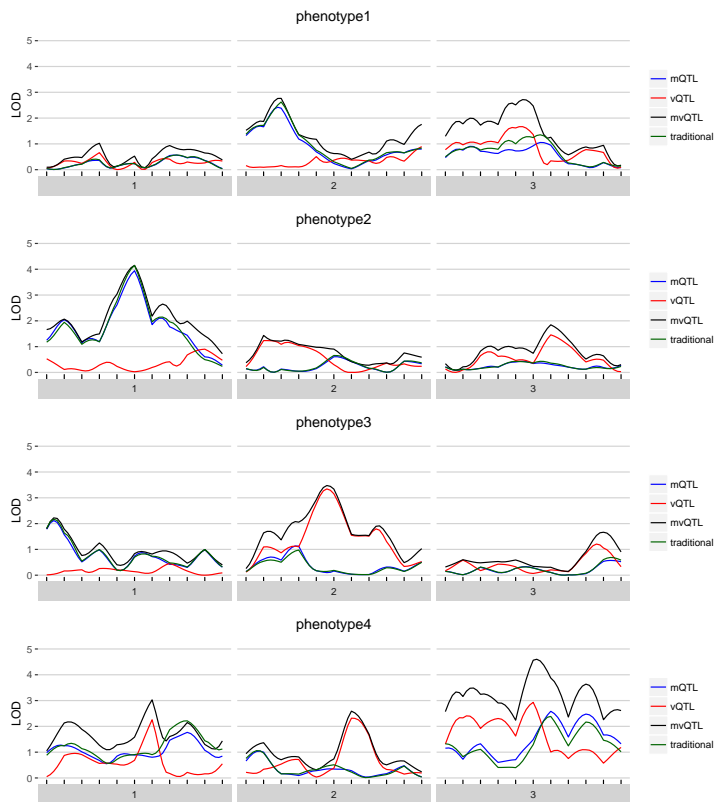 phenotype1
5
4
3
2
1
0
LOD
1
2
3
mQTL
vQTL
mvQTL
traditional
phenotype2
5
4
3
2
1
0
LOD
1
2
3
mQTL
vQTL
mvQTL
traditional
phenotype3
5
4
3
2
1
0
LOD
1
2
3
mQTL
vQTL
mvQTL
traditional
phenotype4
5
4
3
2
1
0
LOD
1
2
3
mQTL
vQTL
mvQTL
traditional